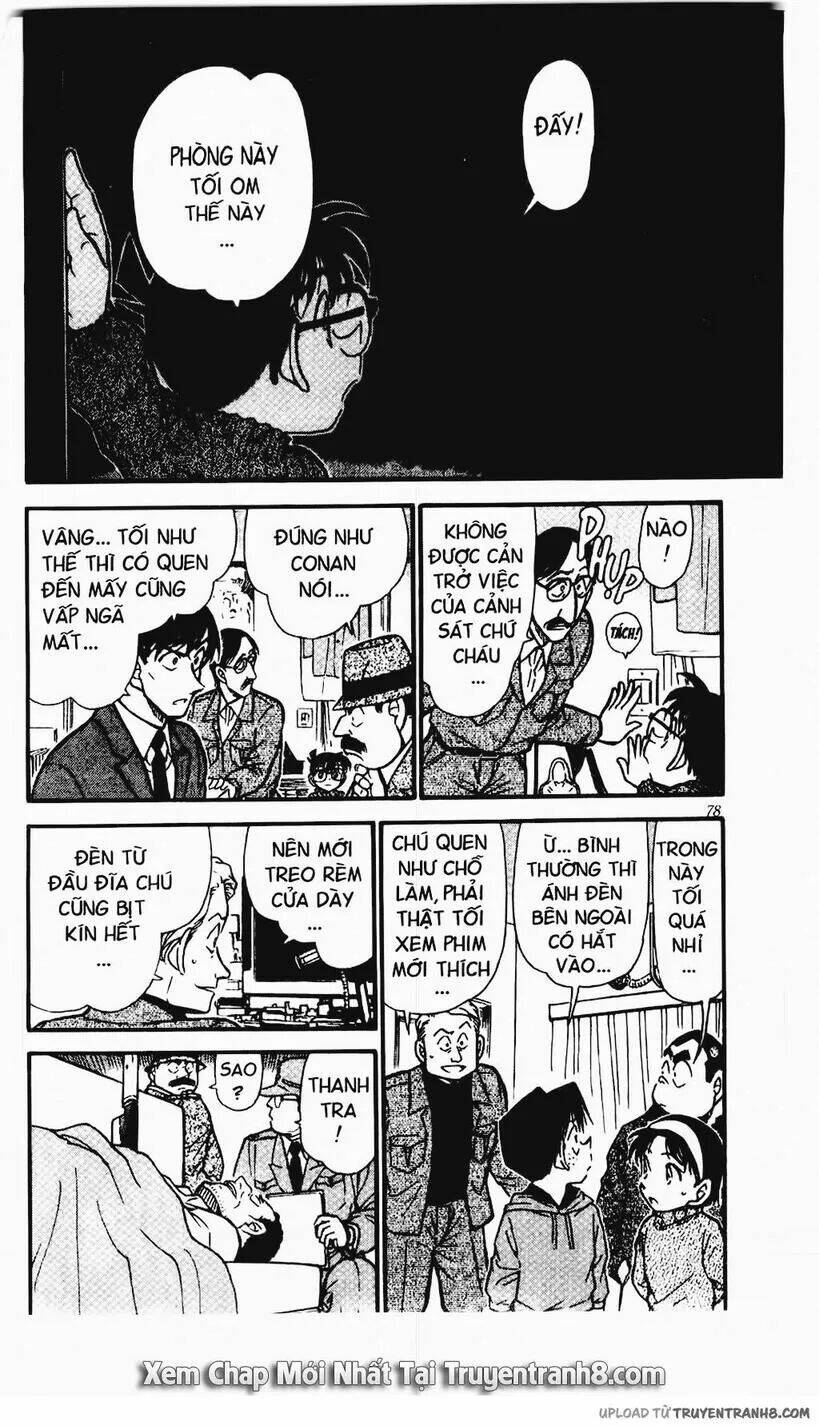 ĐẤY!
PHÒNG NÀY
TỐI OM
THẾ NÀY
...
NÀO
!
PHỤP
TÁCH!
KHÔNG
ĐƯỢC CẢN
TRỞ VIỆC
CỦA CẢNH
SÁT CHỨ
CHÁU
...
ĐÚNG NHƯ
CONAN
NÓI...
VÂNG... TỐI NHƯ
THẾ THÌ CÓ QUEN
ĐẾN MẤY CŨNG
VẤP NGÃ
MẤT...
78
TRONG
NÀY
TỐI
QUÁ
NHỈ
...
Ừ... BÌNH
THƯỜNG THÌ
ÁNH ĐÈN
BÊN NGOÀI
CÓ HẮT
VÀO...
CHÚ QUEN
NHƯ CHỖ
LÀM, PHẢI
THẬT TỐI
XEM PHIM
MỚI THÍCH
...
NÊN MỚI
TREO RÈM
CỬA DÀY
...
ĐÈN TỪ
ĐẦU ĐĨA CHÚ
CŨNG BỊT
KÍN HẾT
...
THANH
TRA
!
SAO
?
Xem Chap Mới Nhất Tại Truyentranh8.com
UPLOAD TỪ TRUYENTRANH8.COM